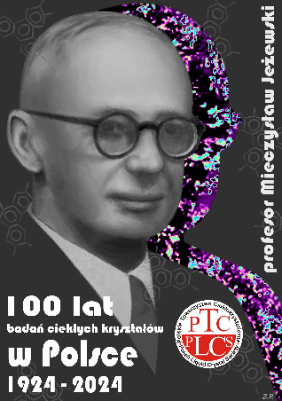 profesor Mieczysław Jeżewski
100 lat
badań ciekłych kryształów
w Polsce
1924 - 2024
PTC
PLCS